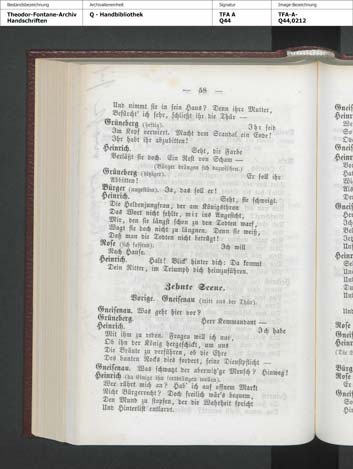 Bestandsbezeichnung
Theodor-Fontane-Archiv
Handschriften
Archivalieneinheit
Q - Handbibliothek
Signatur
TFA A
Q44
Image-Bezeichnung
TFA-A-
Q44,0212
— 58 —
Und nimmt sie in sein Haus? Denn ihre Mutter,
Befürcht' ich sehr, schließt ihr die Thür —
Grüneberg (heftig). Ihr seid
Im Kopf verwirrt. Macht dem Scandal ein Ende!
Ihr habt ihr abzubitten!
Heinrich. Seht, die Farbe
Verläßt sie doch. Ein Rest von Scham —
(Bürger drängen sich dazwischen.)
Grüneberg (hitziger). Er soll ihr
Abbitten!
Bürger Ja, das soll er!
Heinrich. Seht, sie schweigt.
Die Heldenjungfrau, der am Königsthron
Das Wort nicht fehlte, mir ins Angesicht,
Mir, den sie längst schon zu den Todten warf,
Wagt sie doch nicht zu läugnen. Denn sie weiß,
Daß man die Todten nicht beträgt!
Rose (sich fassend). Ich will
Nach Hause.
Heinrich. Halt! Blick' hinter dich: Da kommt
Dein Ritter, im Triumph dich heimzuführen.
Zehnte Scene.
Vorige. Gneisenau (tritt aus der Thür).
Gneisenau. Was geht hier vor?
Grüneberg. Herr Kommandant —
Heinrich. Ich habe
Mit ihm zu reden. Fragen will ich nur,
Ob ihn der König hergeschickt, um uns
Die Bräute zu verführen, ob die Ehre
Des bunten Rocks dies fordert, seine Dienstpflicht —
Gneisenau. Was schwatzt der aberwitz'ge Mensch? Hinweg!
Heinrich (da Einige ihn fortdrängen wollen).
Wer rührt mich an? Hab' ich auf offnem Markt
Nicht Bürgerrecht? Doch freilich wär's bequem,
Den Mund zu stopfen, der die Wahrheit spricht
Und Hinterlist entlarvt.